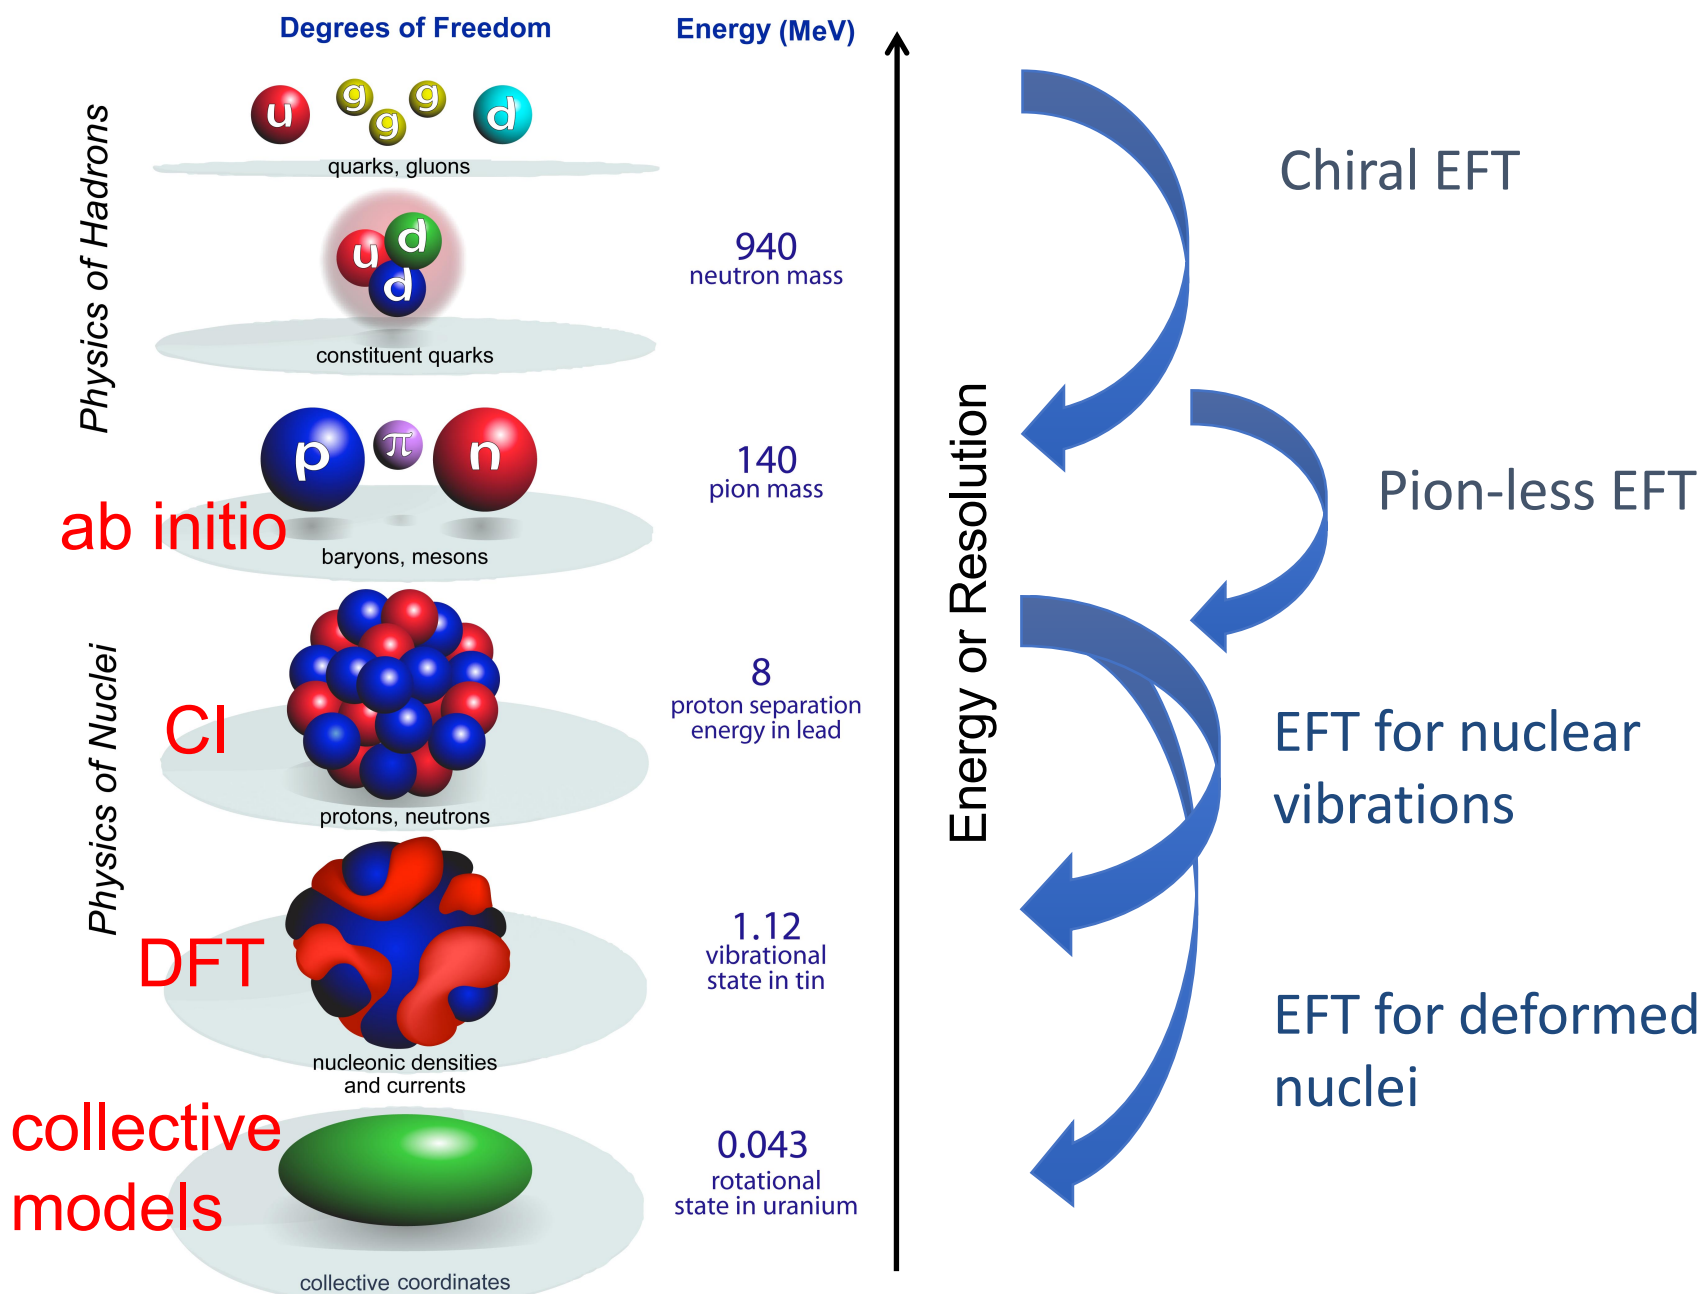 Degrees of Freedom
Energy (MeV)
u g g g d
quarks, gluons
Physics of Hadrons
u d d
940
neutron mass
constituent quarks
p π n
140
pion mass
ab initio
baryons, mesons
Physics of Nuclei
CI
8
proton separation
energy in lead
protons, neutrons
DFT
1.12
vibrational
state in tin
nucleonic densities
and currents
collective
models
0.043
rotational
state in uranium
collective coordinates
Energy or Resolution
Chiral EFT
Pion-less EFT
EFT for nuclear
vibrations
EFT for deformed
nuclei